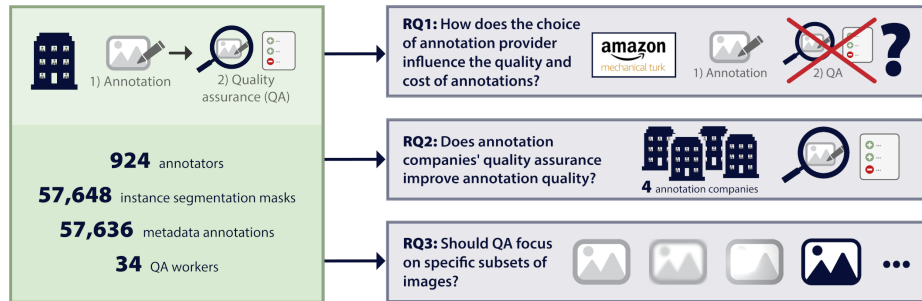 1) Annotation
2) Quality
assurance (QA)
924 annotators
57,648 instance segmentation masks
57,636 metadata annotations
34 QA workers
RQ1: How does the choice
of annotation provider
influence the quality and
cost of annotations?
amazon
mechanical turk
1) Annotation
2) QA
?
RQ2: Does annotation
companies' quality assurance
improve annotation quality?
4 annotation companies
RQ3: Should QA focus
on specific subsets of
images?
...